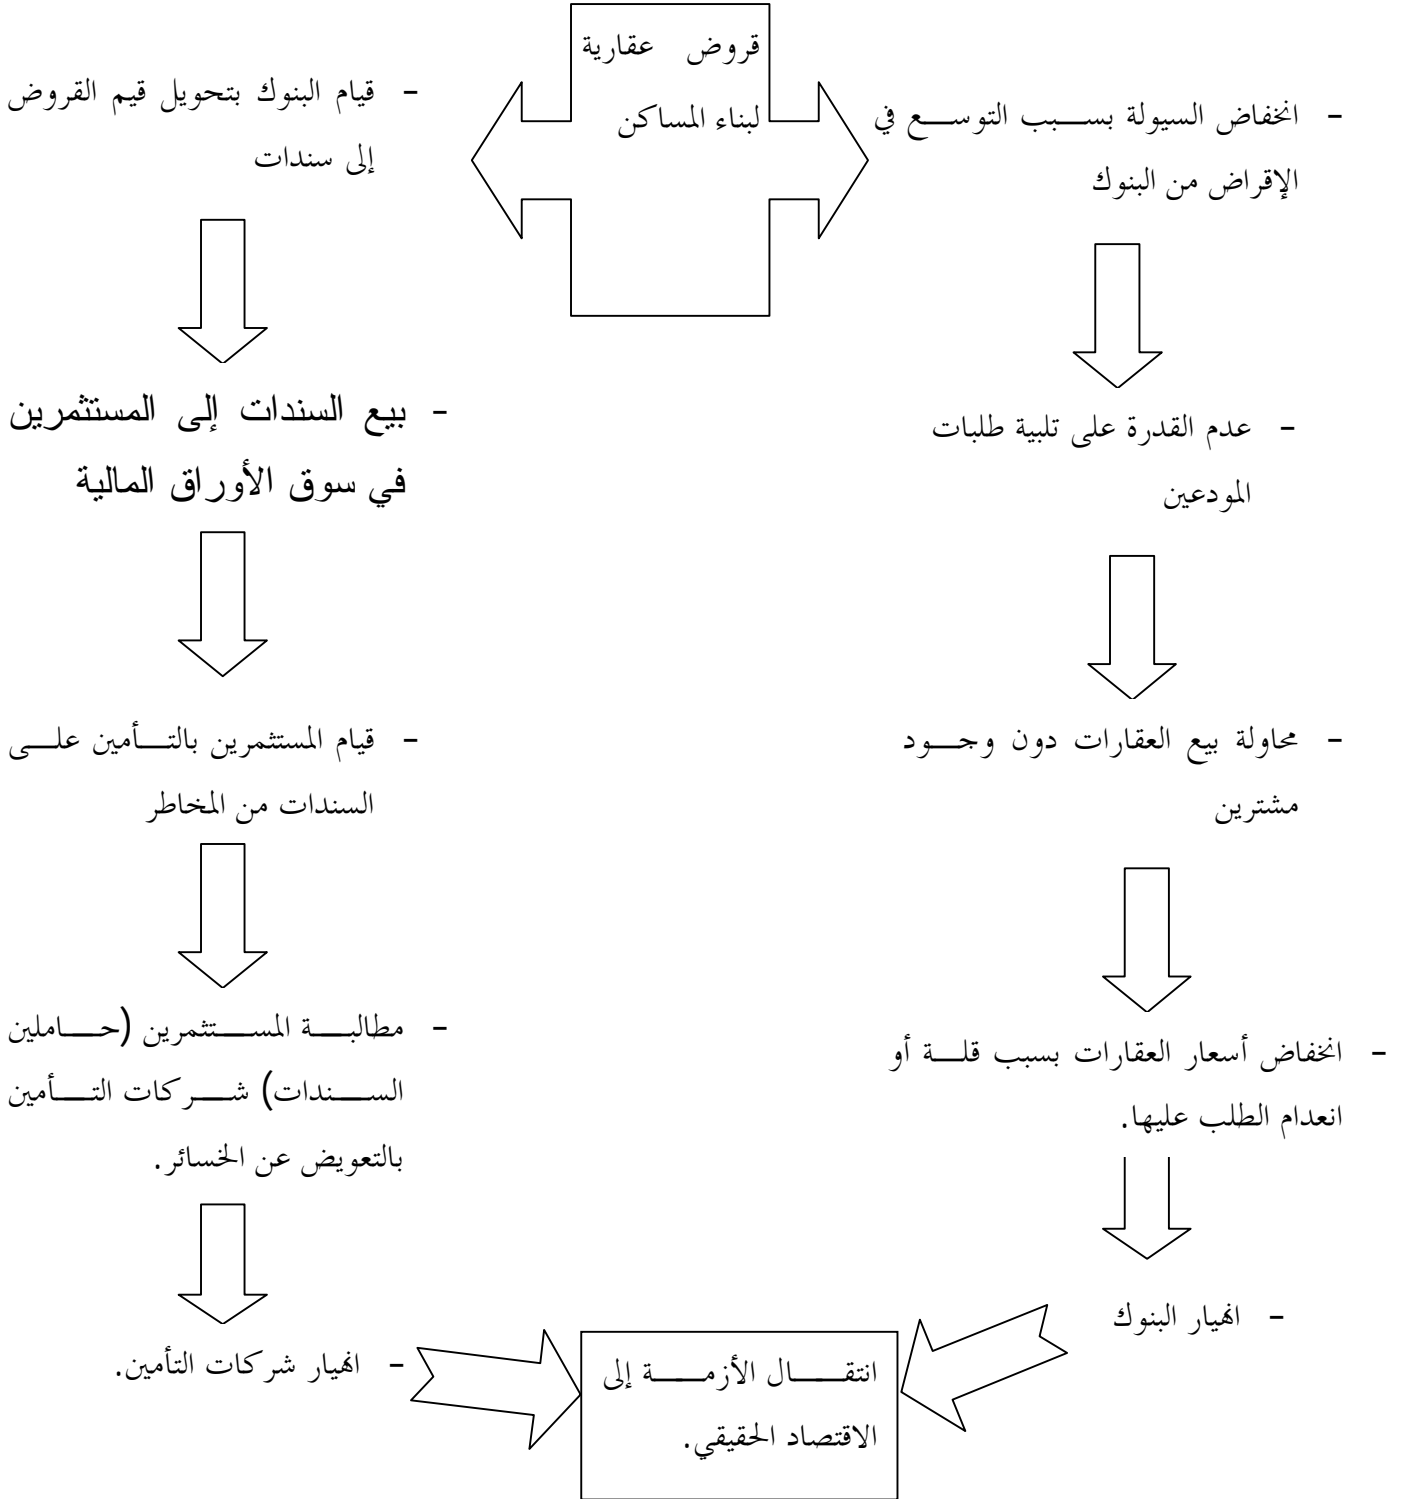 قروض عقارية
لبناء المساكن
- انخفاض السيولة بسبب التوسع في
الإقراض من البنوك
- عدم القدرة على تلبية طلبات
المودعين
- محاولة بيع العقارات دون وجود
مشترين
- انخفاض أسعار العقارات بسبب قلة أو
انعدام الطلب عليها.
- انهيار البنوك
- قيام البنوك بتحويل قيم القروض
إلى سندات
- بيع السندات إلى المستثمرين
في سوق الأوراق المالية
- قيام المستثمرين بالتأمين على
السندات من المخاطر
- مطالبة المستثمرين (حاملين
السندات) شركات التأمين
بالتعويض عن الخسائر.
- انهيار شركات التأمين.
انتقال الأزمة إلى
الاقتصاد الحقيقي.